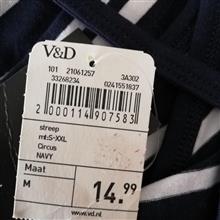 V&D
101 21061257 3A302
33268234 0241551837
2 000114 907583
streep
mt:S-XXL
Circus
NAVY
Maat
M
14.99
www.vd.nl